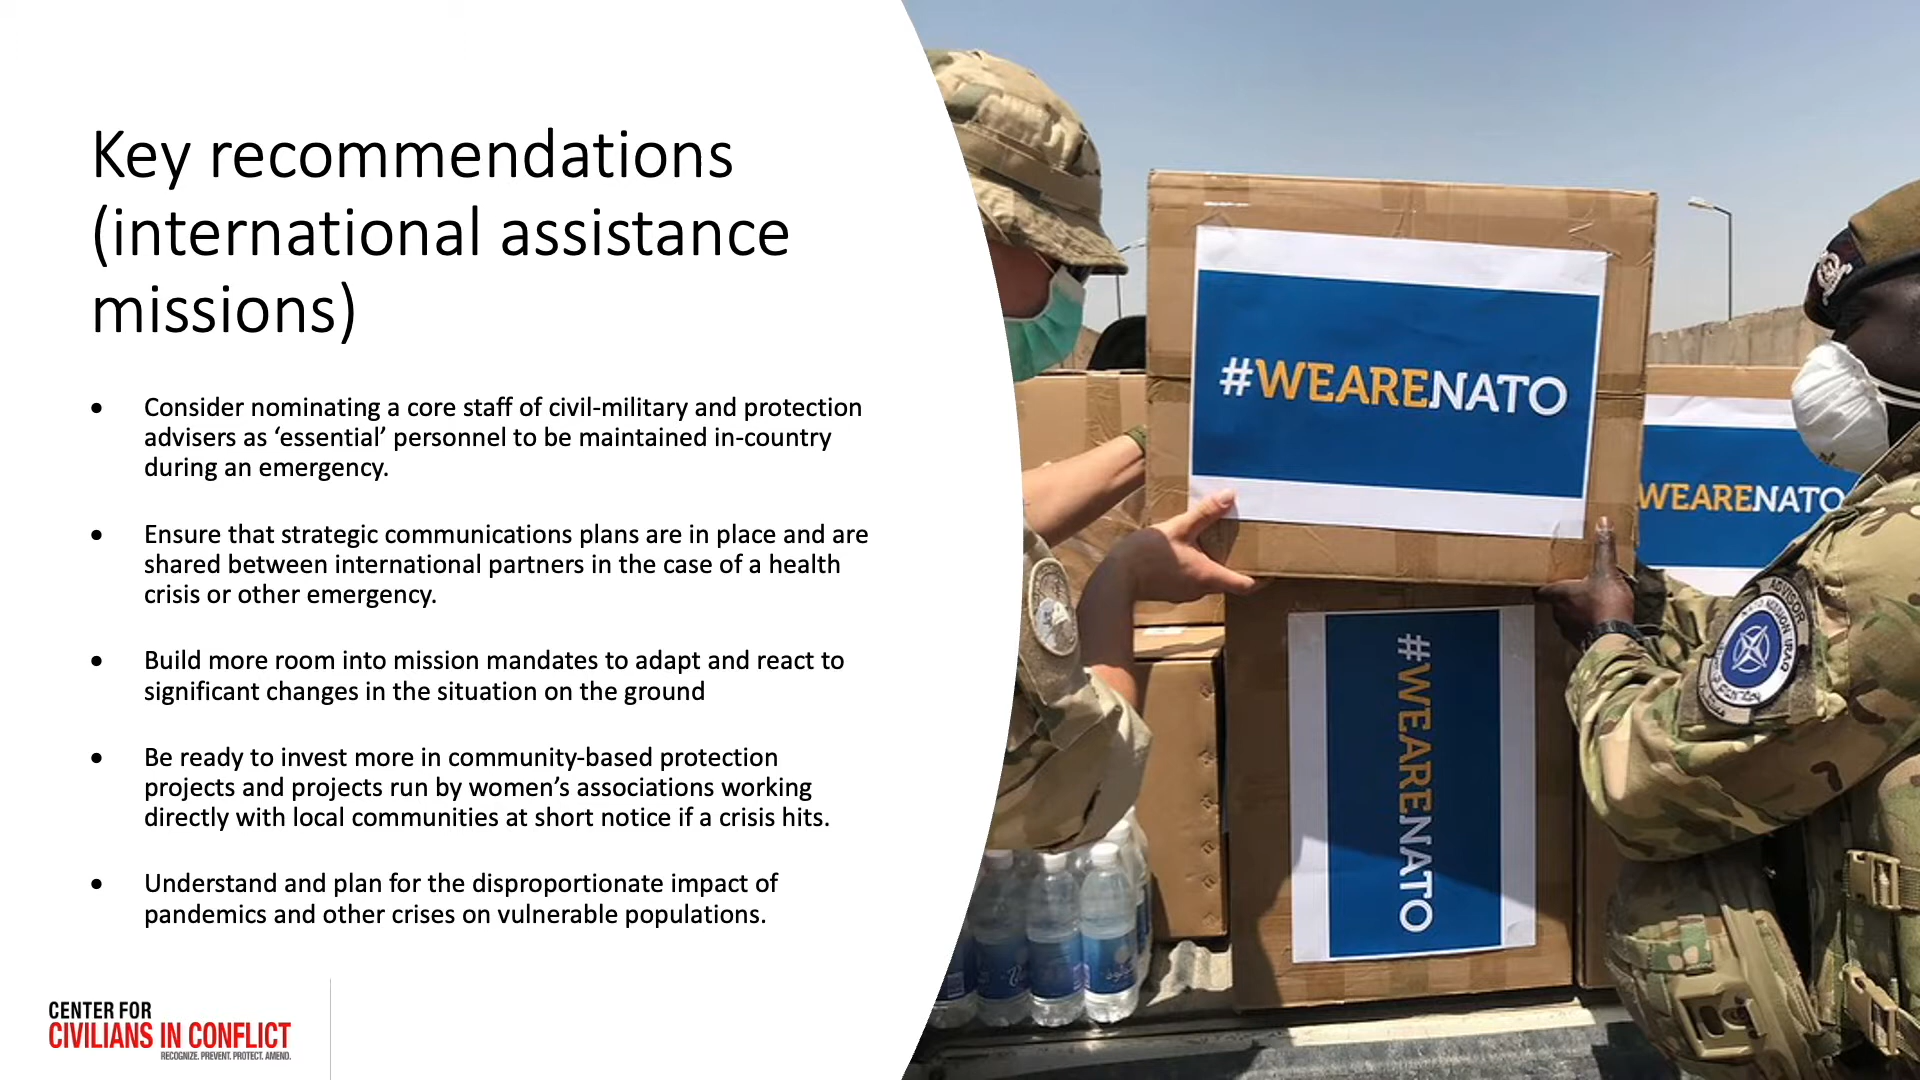 Key recommendations
(international assistance
missions)
• Consider nominating a core staff of civil-military and protection
advisers as ‘essential’ personnel to be maintained in-country
during an emergency.
• Ensure that strategic communications plans are in place and are
shared between international partners in the case of a health
crisis or other emergency.
• Build more room into mission mandates to adapt and react to
significant changes in the situation on the ground
• Be ready to invest more in community-based protection
projects and projects run by women’s associations working
directly with local communities at short notice if a crisis hits.
• Understand and plan for the disproportionate impact of
pandemics and other crises on vulnerable populations.
CENTER FOR
CIVILIANS IN CONFLICT
RECOGNIZE. PREVENT. PROTECT. AMEND.
#WEARENATO
WEARENATO
#WEARENATO
ADVISOR
NATO MISSION IRAQ